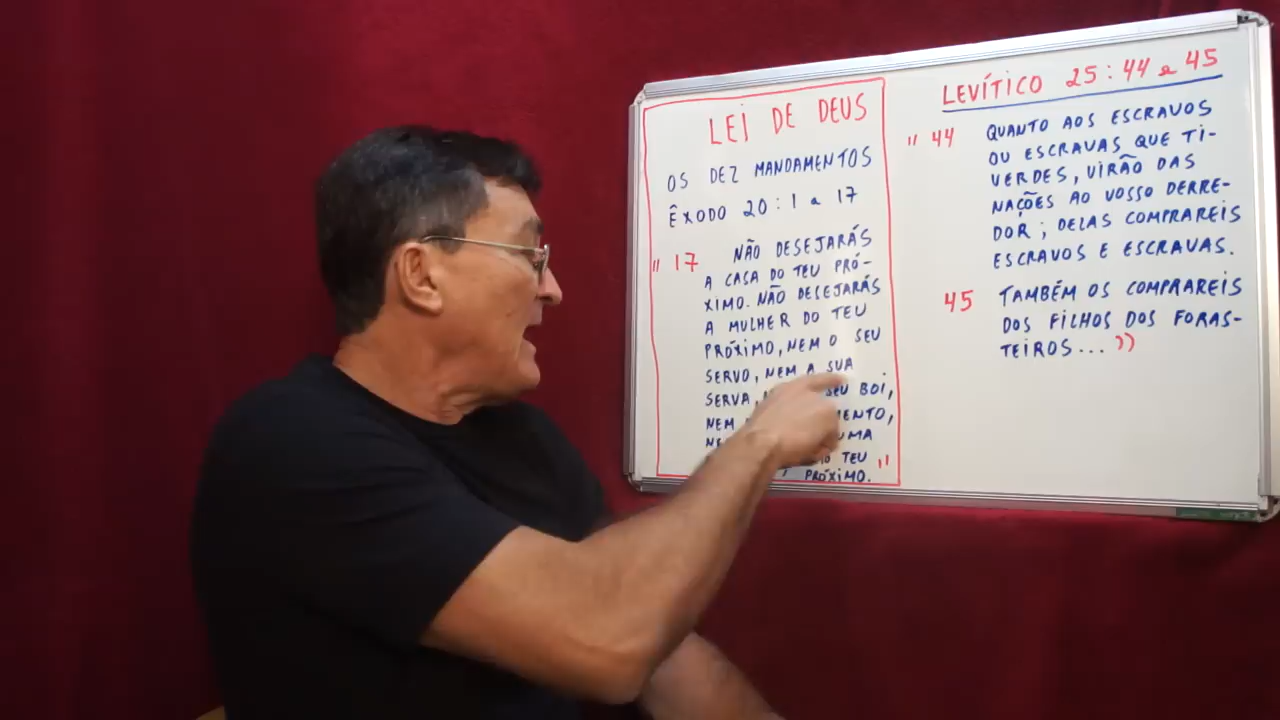 LEI DE DEUS
OS DEZ MANDAMENTOS
ÊXODO 20:1 a 17
" 17 NÃO DESEJARÁS
A CASA DO TEU PRÓ-
XIMO. NÃO DESEJARÁS
A MULHER DO TEU
PRÓXIMO, NEM O SEU
SERVO, NEM A SUA
SERVA, SEU BOI,
NEM
UMA
TEU
PRÓXIMO. "
LEVÍTICO 25:44 e 45
" 44 QUANTO AOS ESCRAVOS
OU ESCRAVAS QUE TI-
VERDES, VIRÃO DAS
NAÇÕES AO VOSSO DERRE-
DOR; DELAS COMPRAREIS
ESCRAVOS E ESCRAVAS.
45 TAMBÉM OS COMPRAREIS
DOS FILHOS DOS FORAS-
TEIROS... "